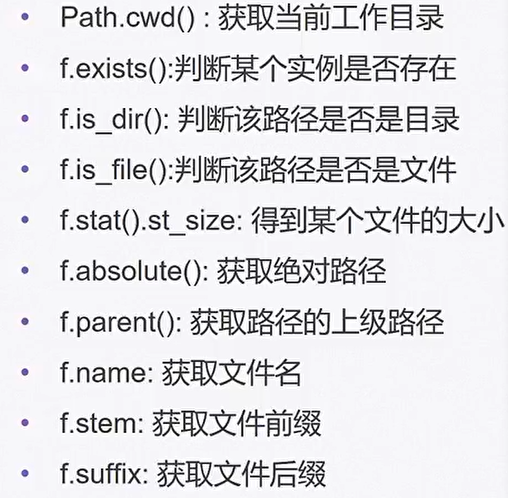 • Path.cwd() : 获取当前工作目录
• f.exists():判断某个实例是否存在
• f.is_dir(): 判断该路径是否是目录
• f.is_file():判断该路径是否是文件
• f.stat().st_size: 得到某个文件的大小
• f.absolute(): 获取绝对路径
• f.parent(): 获取路径的上级路径
• f.name: 获取文件名
• f.stem: 获取文件前缀
• f.suffix: 获取文件后缀